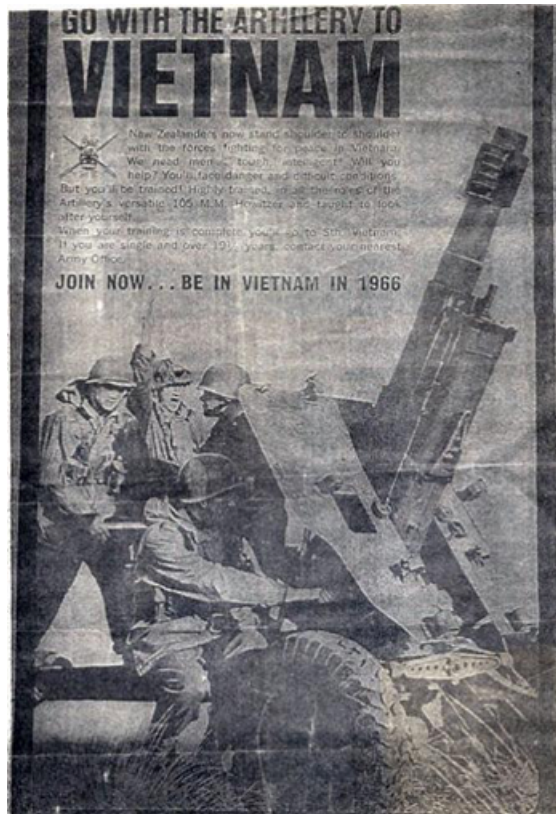 GO WITH THE ARTILLERY TO
VIETNAM
New Zealanders now stand shoulder to shoulder
with the forces fighting for peace in Vietnam.
We need men - tough, intelligent! Will you
help? You'll face danger and difficult conditions.
But you'll be trained! Highly trained, in all the roles of the
Artillery's versatile 105 M.M. Howitzer and taught to look
after yourself.
When your training is complete you'll go to Sth. Vietnam.
If you are single and over 19½ years, contact your nearest
Army Office.
JOIN NOW... BE IN VIETNAM IN 1966